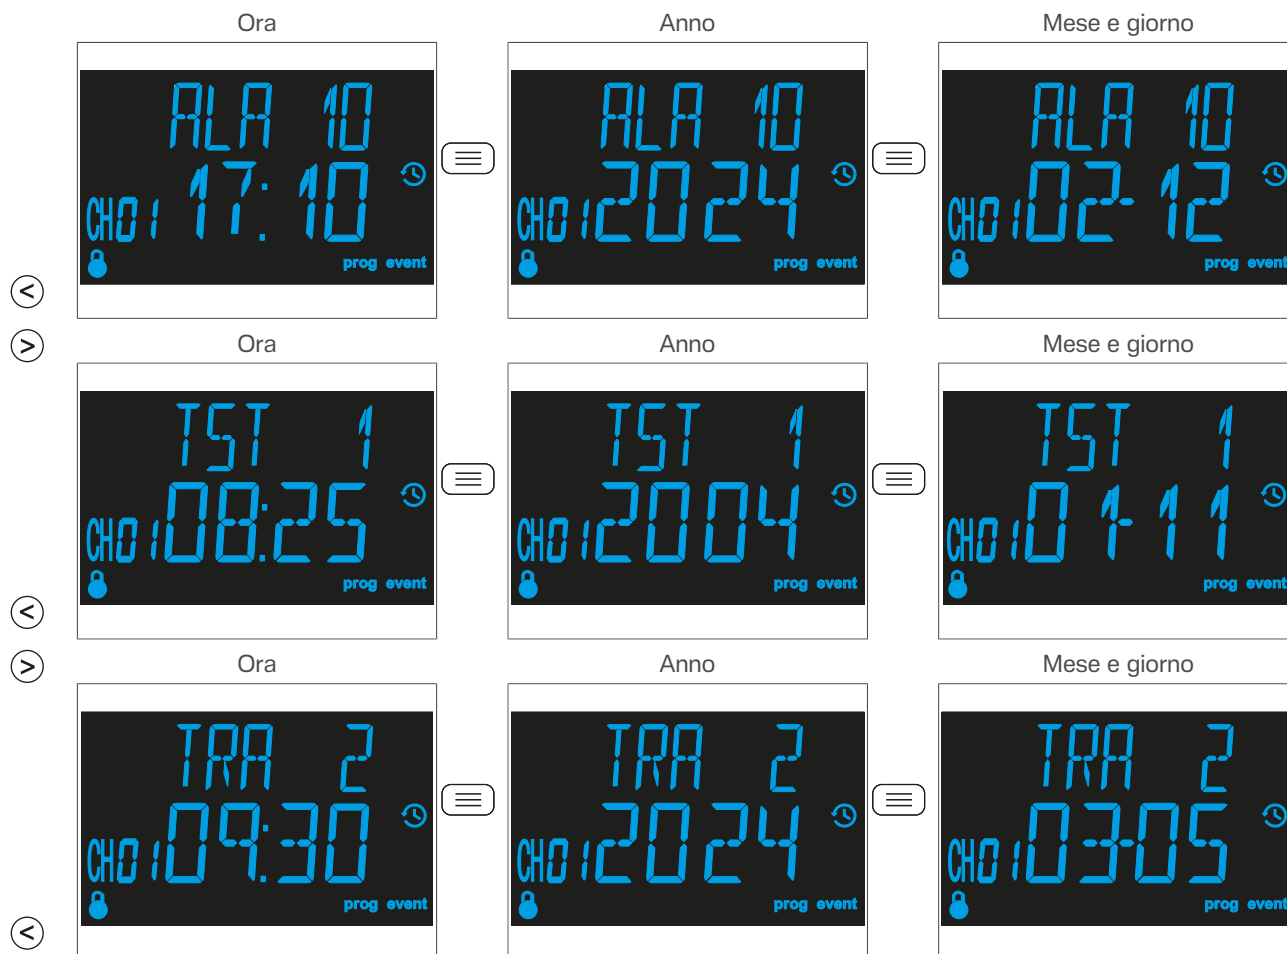 Ora Anno Mese e giorno
ALA 10 ALA 10 ALA 10
CH01 17:10 CH01 2024 CH01 02-12
prog event prog event prog event
<
> Ora Anno Mese e giorno
TST 1 TST 1 TST 1
CH01 08:25 CH01 2004 CH01 01-11
prog event prog event prog event
<
> Ora Anno Mese e giorno
TRA 2 TRA 2 TRA 2
CH01 09:30 CH01 2024 CH01 03-05
prog event prog event prog event
<